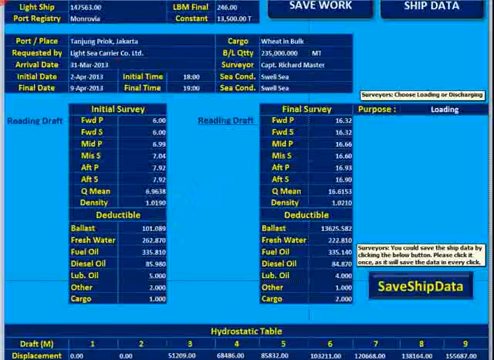 Light Ship 147563.00 LBM Final 246.00 SAVE WORK SHIP DATA
Port Registry Monrovia Constant 13,500.00 T
Port / Place Tanjung Priok, Jakarta Cargo Wheat in Bulk
Requested by Light Sea Carrier Co. Ltd. B/L Qtty 235,000.000 MT
Arrival Date 31-Mar-2013 Surveyor Capt. Richard Master
Initial Date 2-Apr-2013 Initial Time 18:00 Sea Cond. Swell Sea
Final Date 9-Apr-2013 Final Time 19:00 Sea Cond. Swell Sea
Surveyors: Choose Loading or Discharging
Initial Survey Final Survey Purpose : Loading
Reading Draft Fwd P 6.00 Reading Draft Fwd P 16.32
Fwd S 6.00 Fwd S 16.32
Mid P 6.99 Mid P 16.66
Mis S 7.04 Mis S 16.60
Aft P 7.92 Aft P 16.93
Aft S 7.92 Aft S 16.90
Q Mean 6.9638 Q Mean 16.6153
Density 1.0190 Density 1.0210
Deductible Deductible
Ballast 101.089 Ballast 13625.582
Fresh Water 262.870 Fresh Water 222.810
Fuel Oil 335.810 Fuel Oil 335.140
Diesel Oil 85.980 Diesel Oil 84.870
Lub. Oil 5.000 Lub. Oil 4.000
Other 2.000 Other 2.000
Cargo 1.000 Cargo 2.000
Surveyors: You could save the ship data by
clicking the below button. Please click it
once, as it will save the data in every click.
SaveShipData
Hydrostatic Table
Draft (M) 1 2 3 4 5 6 7 8 9
Displacement 0.00 0.00 51209.00 68486.00 85832.00 103211.00 120668.00 138164.00 155687.00